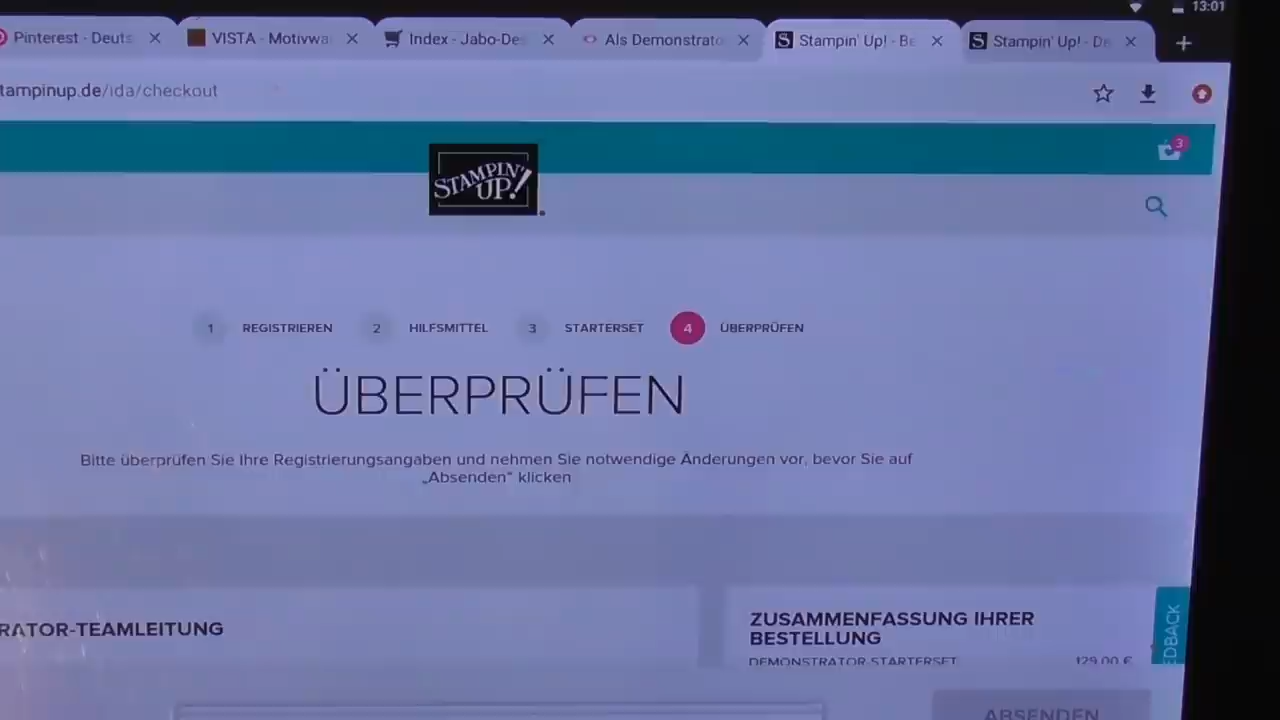 13:01
Pinterest - Deuts
VISTA - Motivwa
Index - Jabo-De
Als Demonstrato
Stampin' Up! - Be
Stampin' Up! - De
tampinup.de/ida/checkout
3
STAMPIN'
UP!
1 REGISTRIEREN 2 HILFSMITTEL 3 STARTERSET 4 ÜBERPRÜFEN
ÜBERPRÜFEN
Bitte überprüfen Sie Ihre Registrierungsangaben und nehmen Sie notwendige Änderungen vor, bevor Sie auf
„Absenden“ klicken
RATOR-TEAMLEITUNG
ZUSAMMENFASSUNG IHRER
BESTELLUNG
DEMONSTRATOR-STARTERSET 129,00 €
EDBACK
ABSENDEN